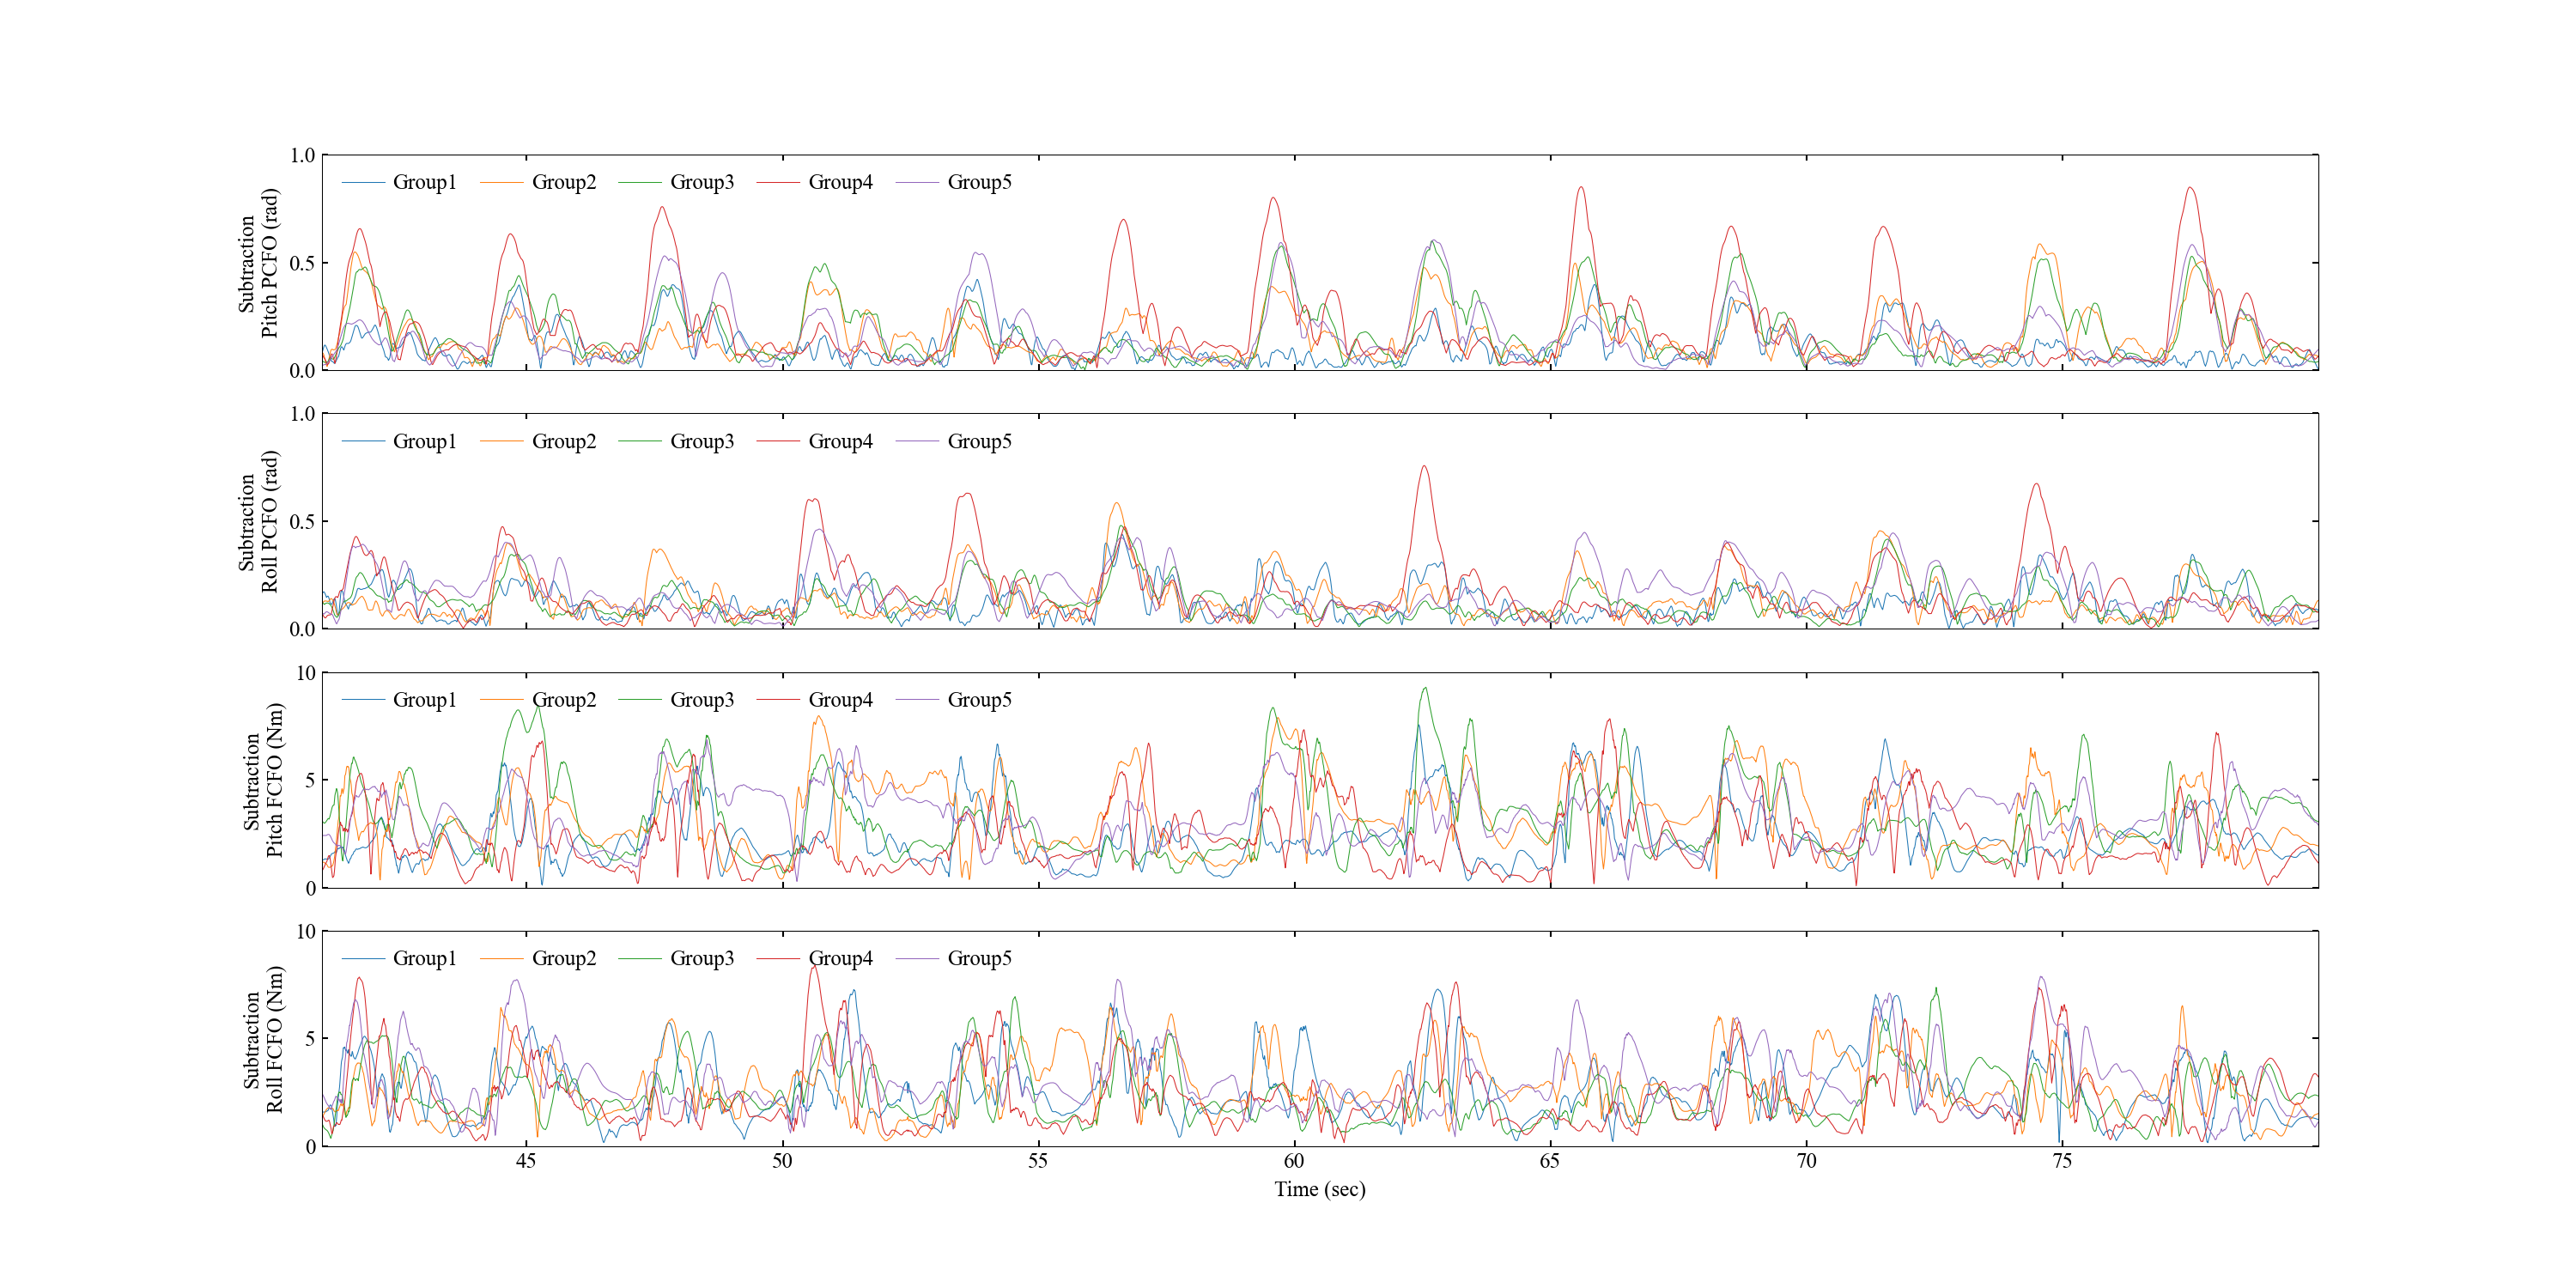 1.0
Group1 Group2 Group3 Group4 Group5
Subtraction
Pitch PCFO (rad)
0.5
0.0
1.0
Group1 Group2 Group3 Group4 Group5
Subtraction
Roll PCFO (rad)
0.5
0.0
10
Group1 Group2 Group3 Group4 Group5
Subtraction
Pitch FCFO (Nm)
5
0
10
Group1 Group2 Group3 Group4 Group5
Subtraction
Roll FCFO (Nm)
5
0
45 50 55 60 65 70 75
Time (sec)